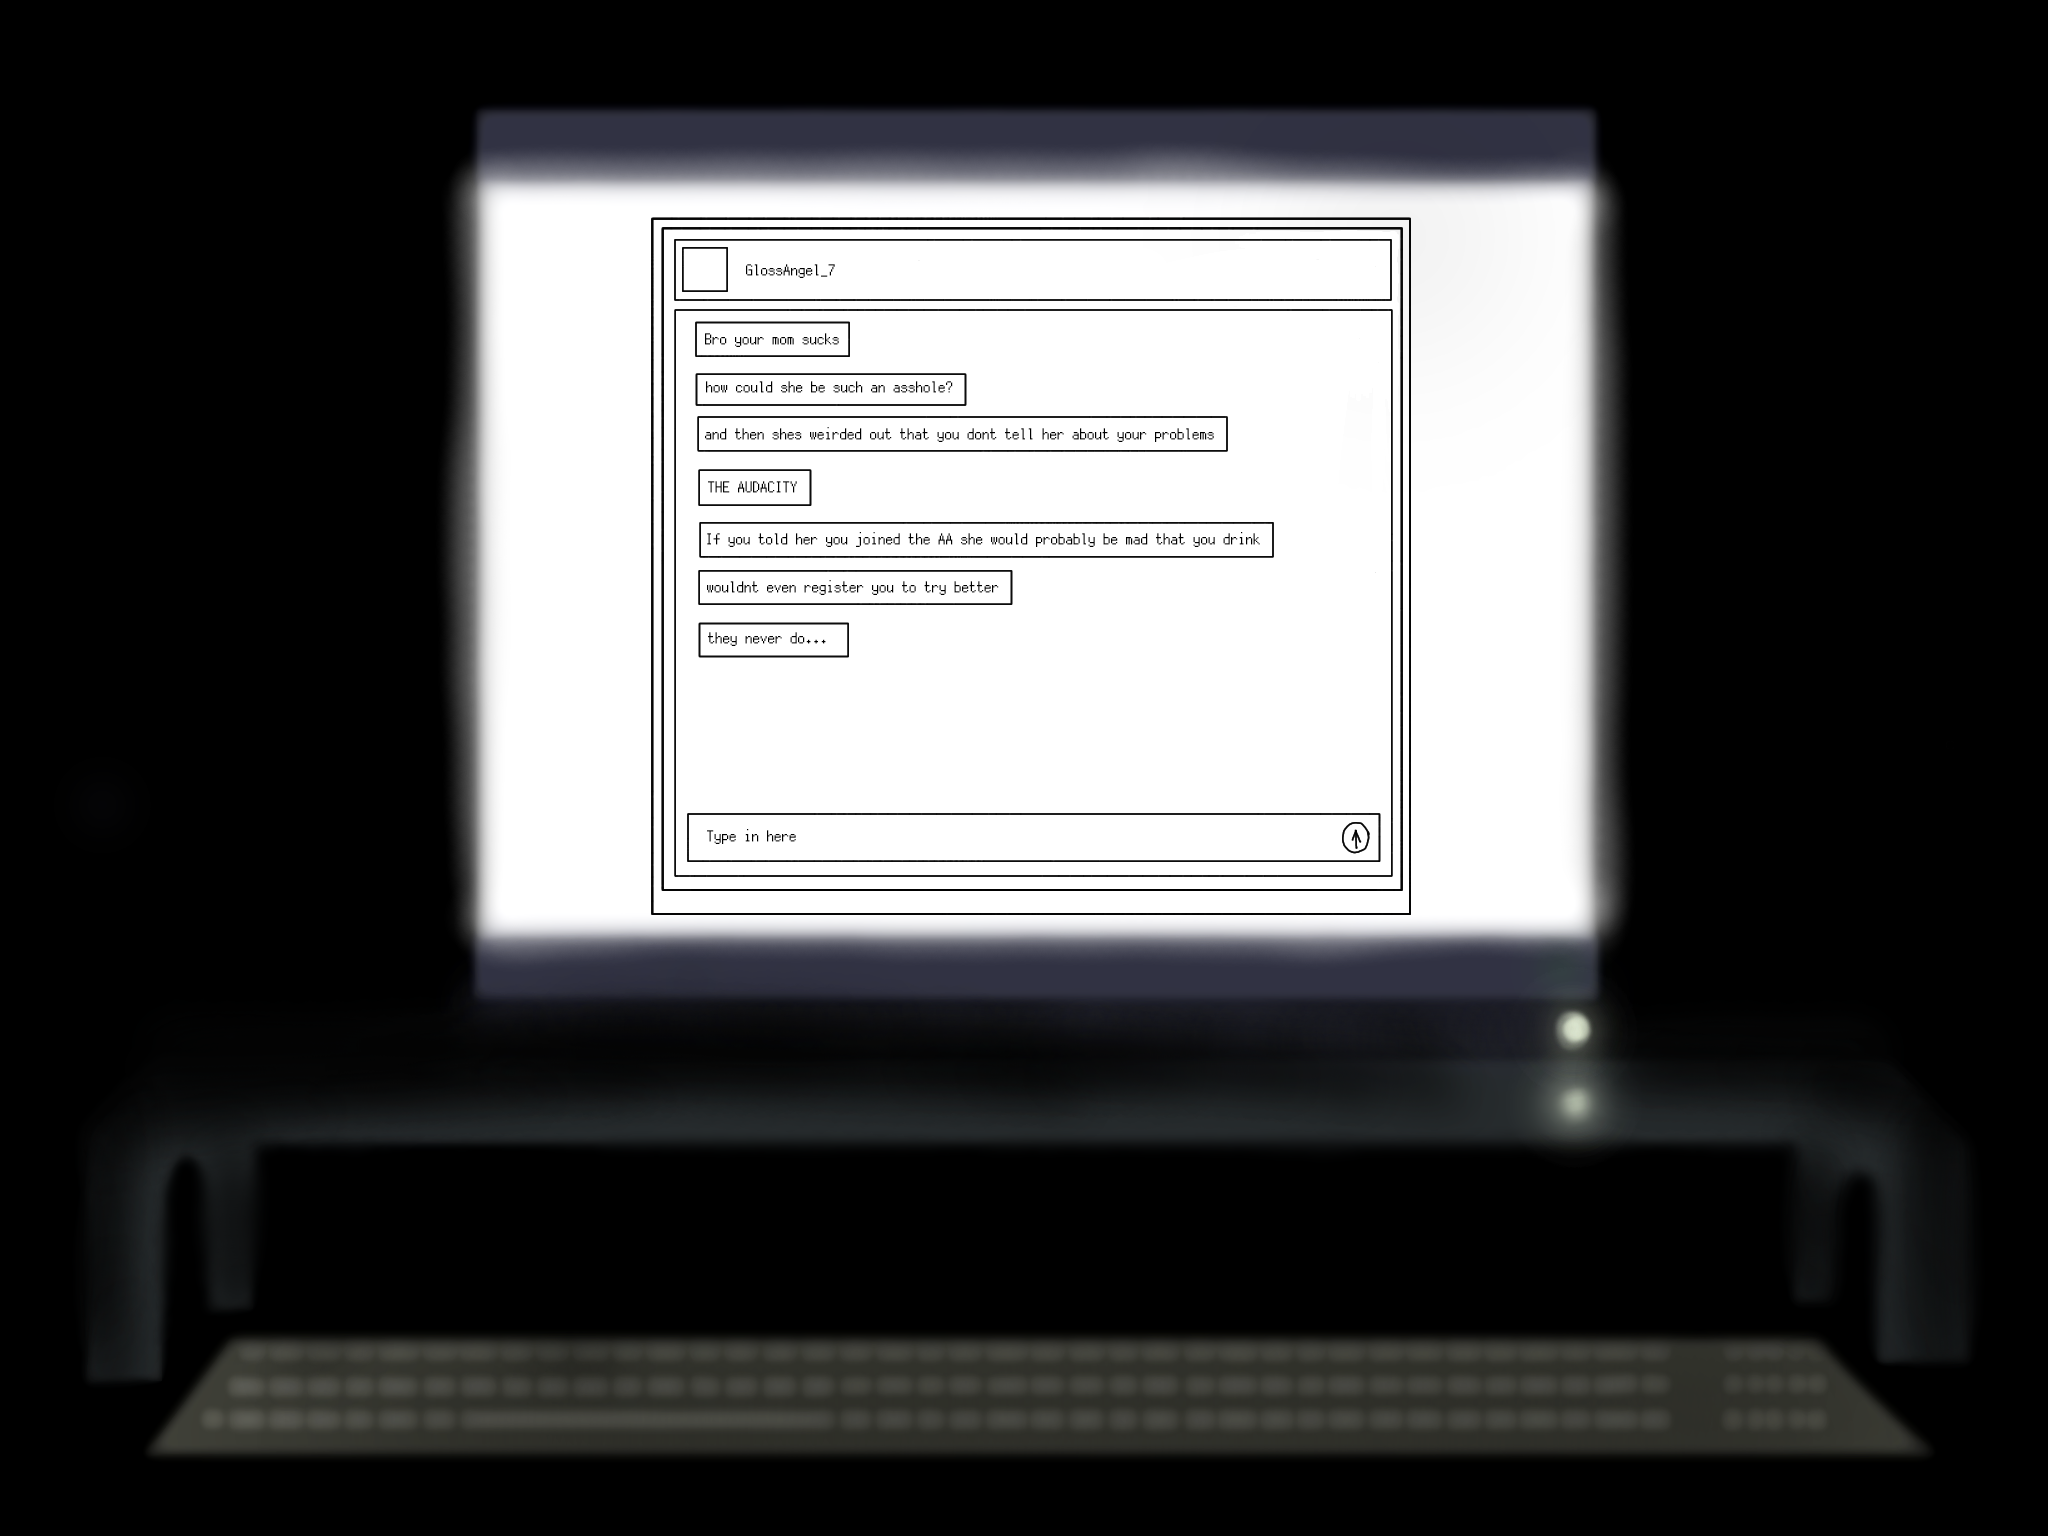 GlossAngel_7
Bro your mom sucks
how could she be such an asshole?
and then shes weirded out that you dont tell her about your problems
THE AUDACITY
If you told her you joined the AA she would probably be mad that you drink
wouldnt even register you to try better
they never do...
Type in here